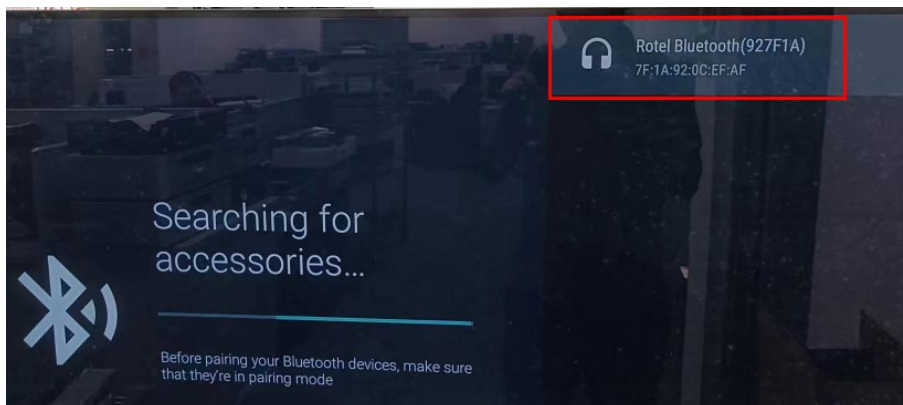 Rotel Bluetooth(927F1A)
7F:1A:92:0C:EF:AF
Searching for
accessories...
Before pairing your Bluetooth devices, make sure
that they're in pairing mode